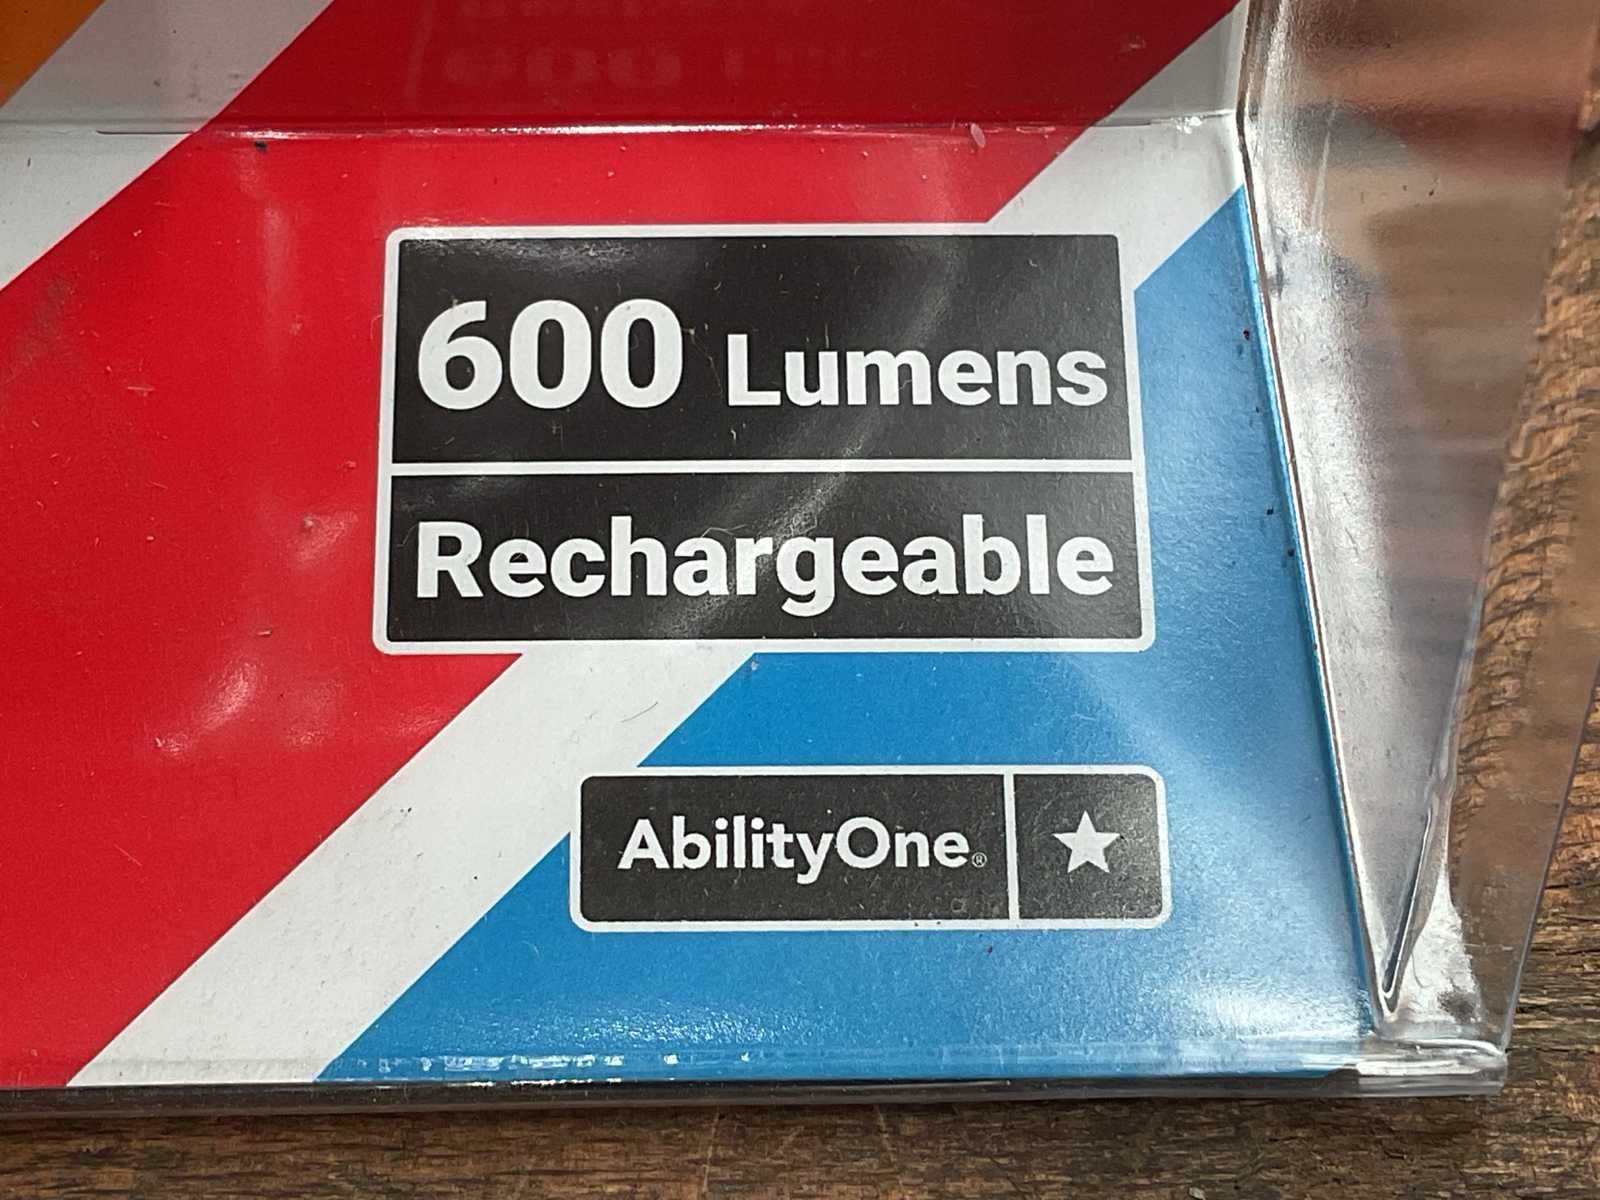 600 Lumens
Rechargeable
AbilityOne®